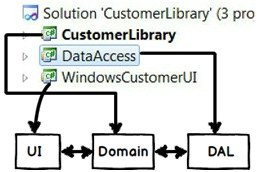 Solution 'CustomerLibrary' (3 pro
CustomerLibrary
DataAccess
WindowsCustomerUI
UI Domain DAL